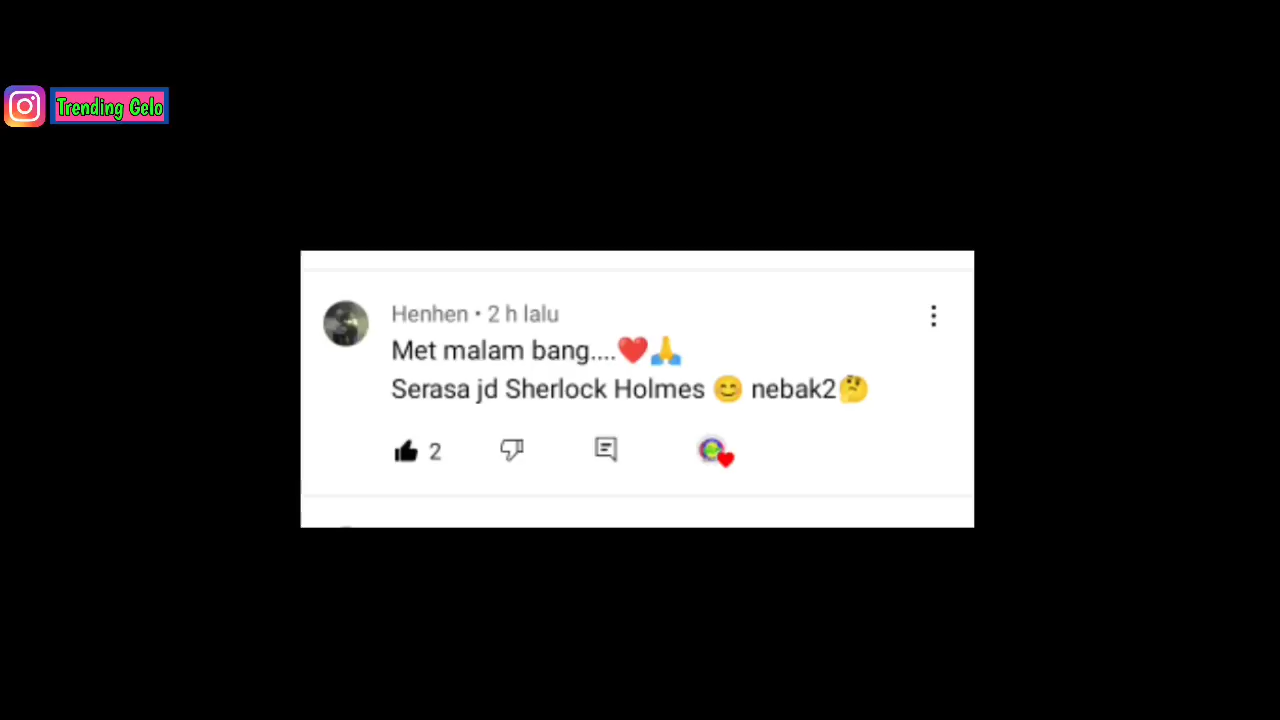 Trending Gelo
Henhen • 2 h lalu
Met malam bang....❤️🙏
Serasa jd Sherlock Holmes 😊 nebak2🤔
2